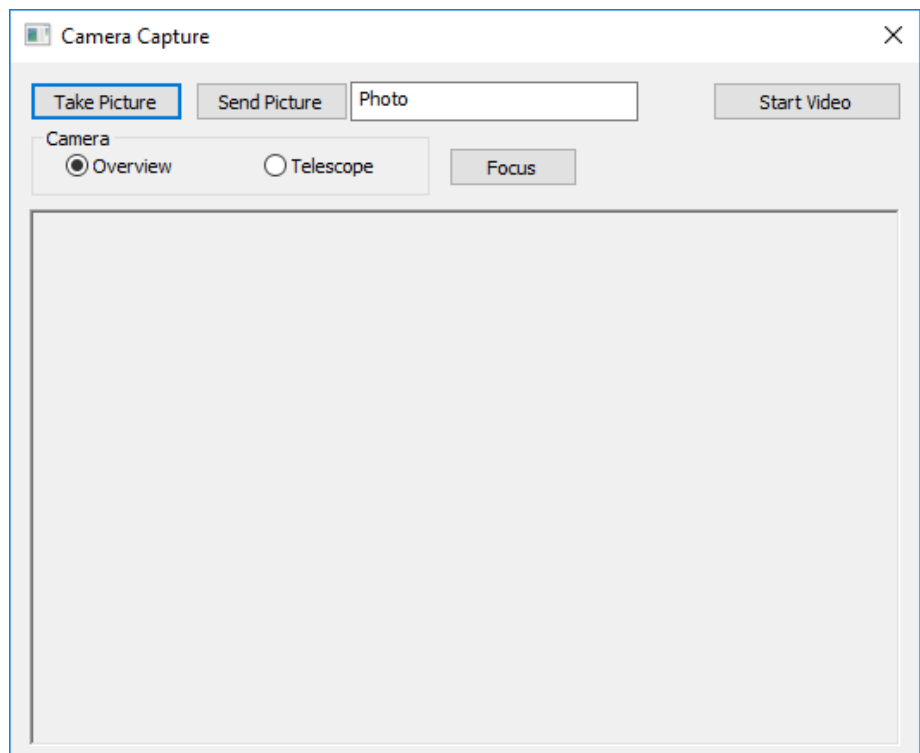 Camera Capture
Take Picture Send Picture Photo Start Video
Camera
Overview Telescope Focus